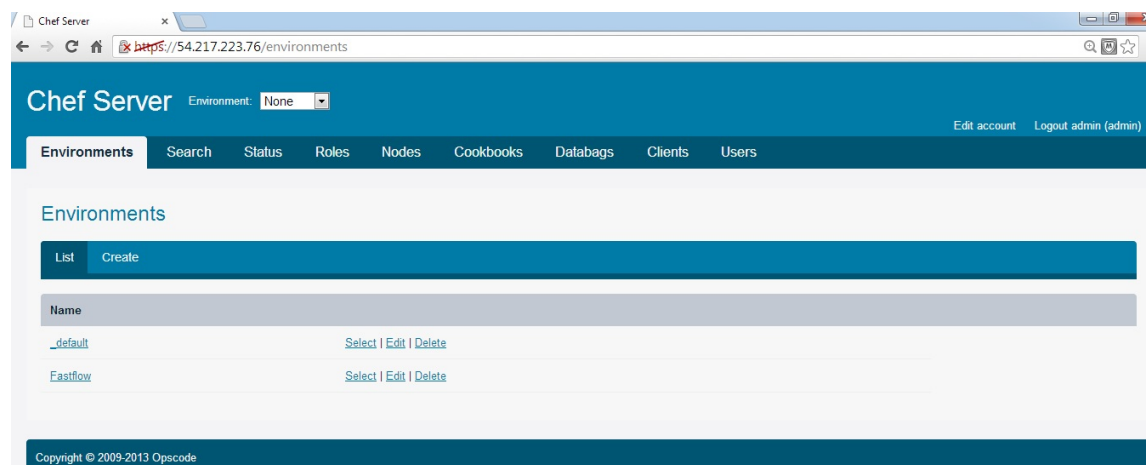 Chef Server
https://54.217.223.76/environments
Chef Server Environment: None
Edit account Logout admin (admin)
Environments Search Status Roles Nodes Cookbooks Databags Clients Users
Environments
List Create
Name
_default Select | Edit | Delete
Fastflow Select | Edit | Delete
Copyright © 2009-2013 Opscode